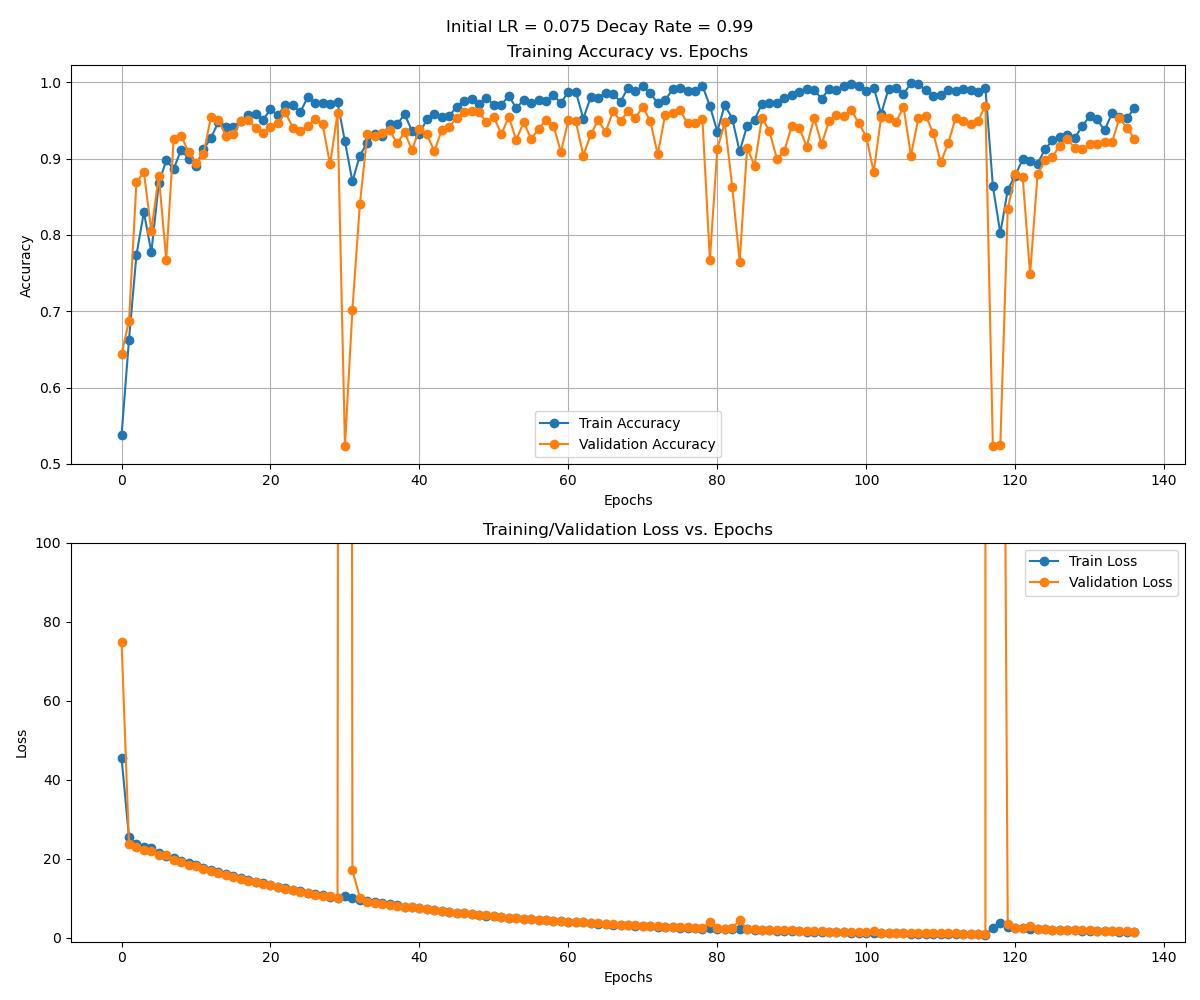 Initial LR = 0.075 Decay Rate = 0.99
Training Accuracy vs. Epochs
1.0
0.9
0.8
0.7
0.6
0.5
Accuracy
Train Accuracy
Validation Accuracy
0 20 40 60 80 100 120 140
Epochs
Training/Validation Loss vs. Epochs
100
80
60
40
20
0
Loss
Train Loss
Validation Loss
0 20 40 60 80 100 120 140
Epochs